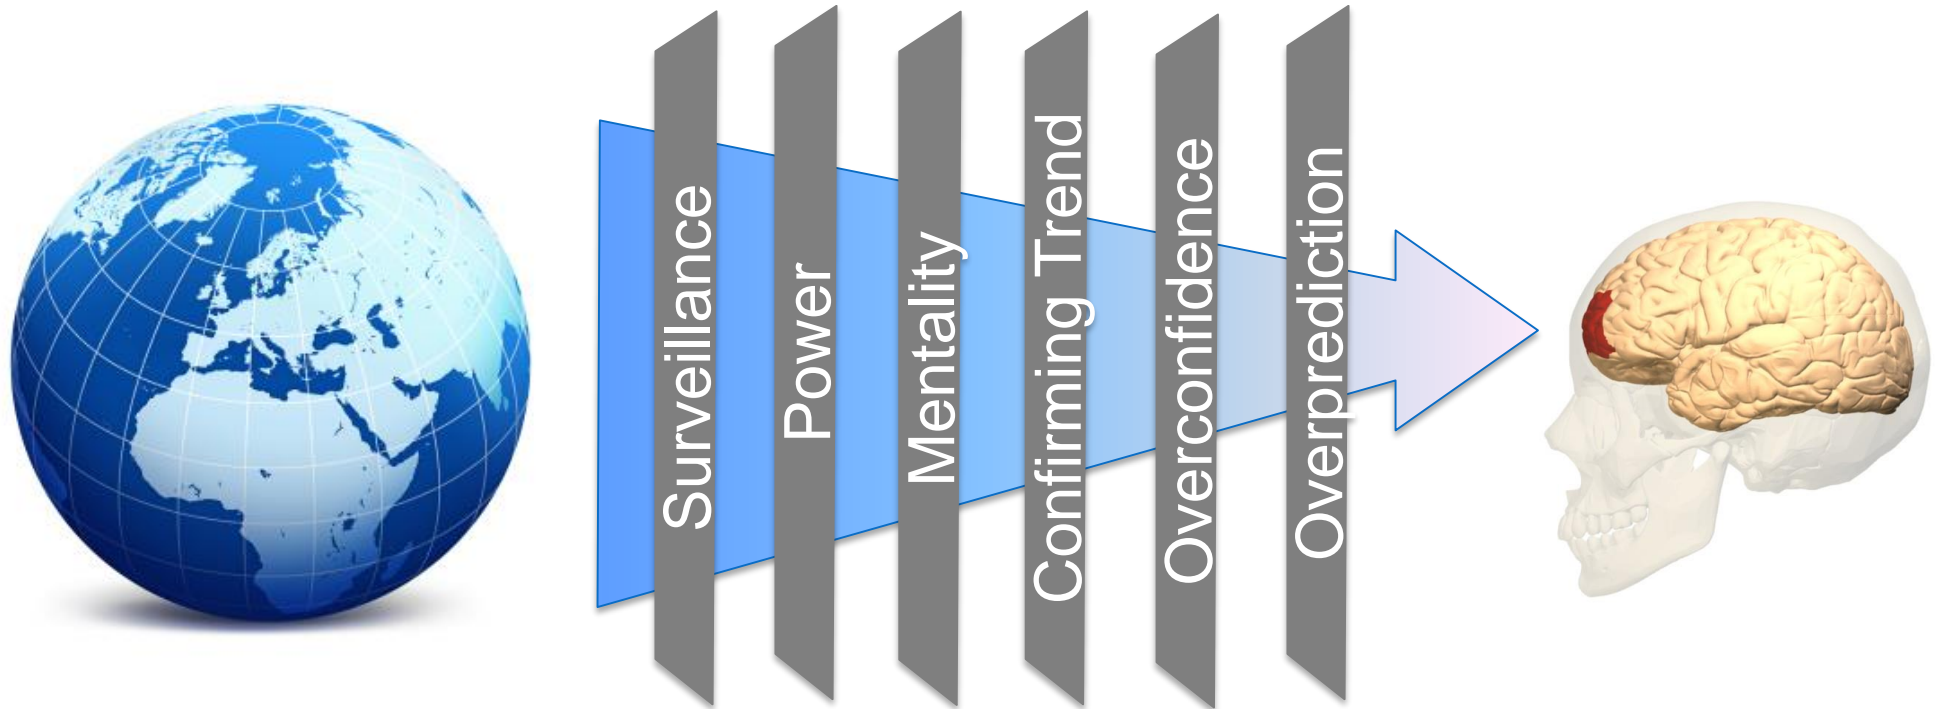 Surveillance
Power
Mentality
Confirming Trend
Overconfidence
Overprediction